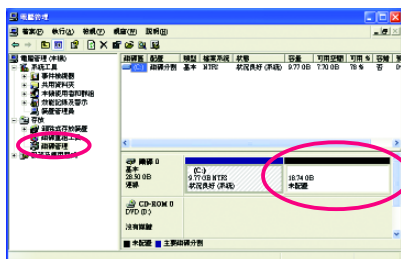 電腦管理
檔案(F) 執行(A) 檢視(V) 視窗(W) 說明(H)
電腦管理 (本機)
系統工具
事件檢視器
共用資料夾
本機使用者和群組
效能記錄及警示
裝置管理員
存放
卸除式存放裝置
磁碟重組工具
磁碟管理
服務及應用程式
磁碟區 配置 類型 檔案系統 狀態 容量 可用空間 可用 % 容錯
(C:) 磁碟分割 基本 NTFS 狀況良好 (系統) 9.77 GB 7.70 GB 78 % 否
磁碟 0
基本
28.50 GB
連線
(C:)
9.77 GB NTFS
狀況良好 (系統)
18.74 GB
未配置
CD-ROM 0
DVD (D:)
沒有媒體
未配置 主要磁碟分割